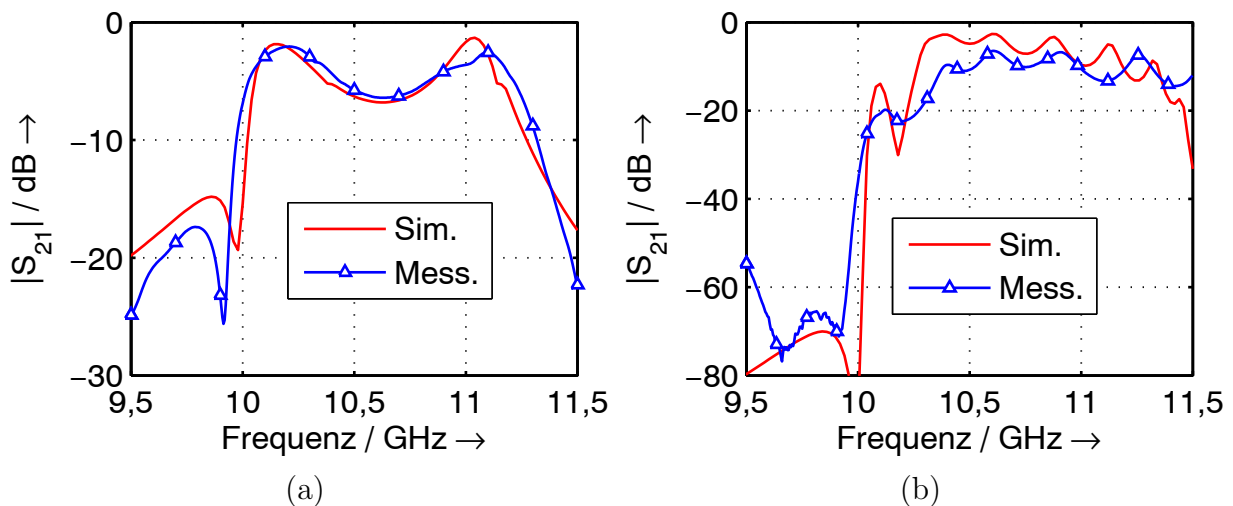 0
−10
−20
−30
|S21| / dB →
Sim.
Mess.
9,5
10
10,5
11
11,5
Frequenz / GHz →
(a)
0
−20
−40
−60
−80
|S21| / dB →
Sim.
Mess.
9,5
10
10,5
11
11,5
Frequenz / GHz →
(b)